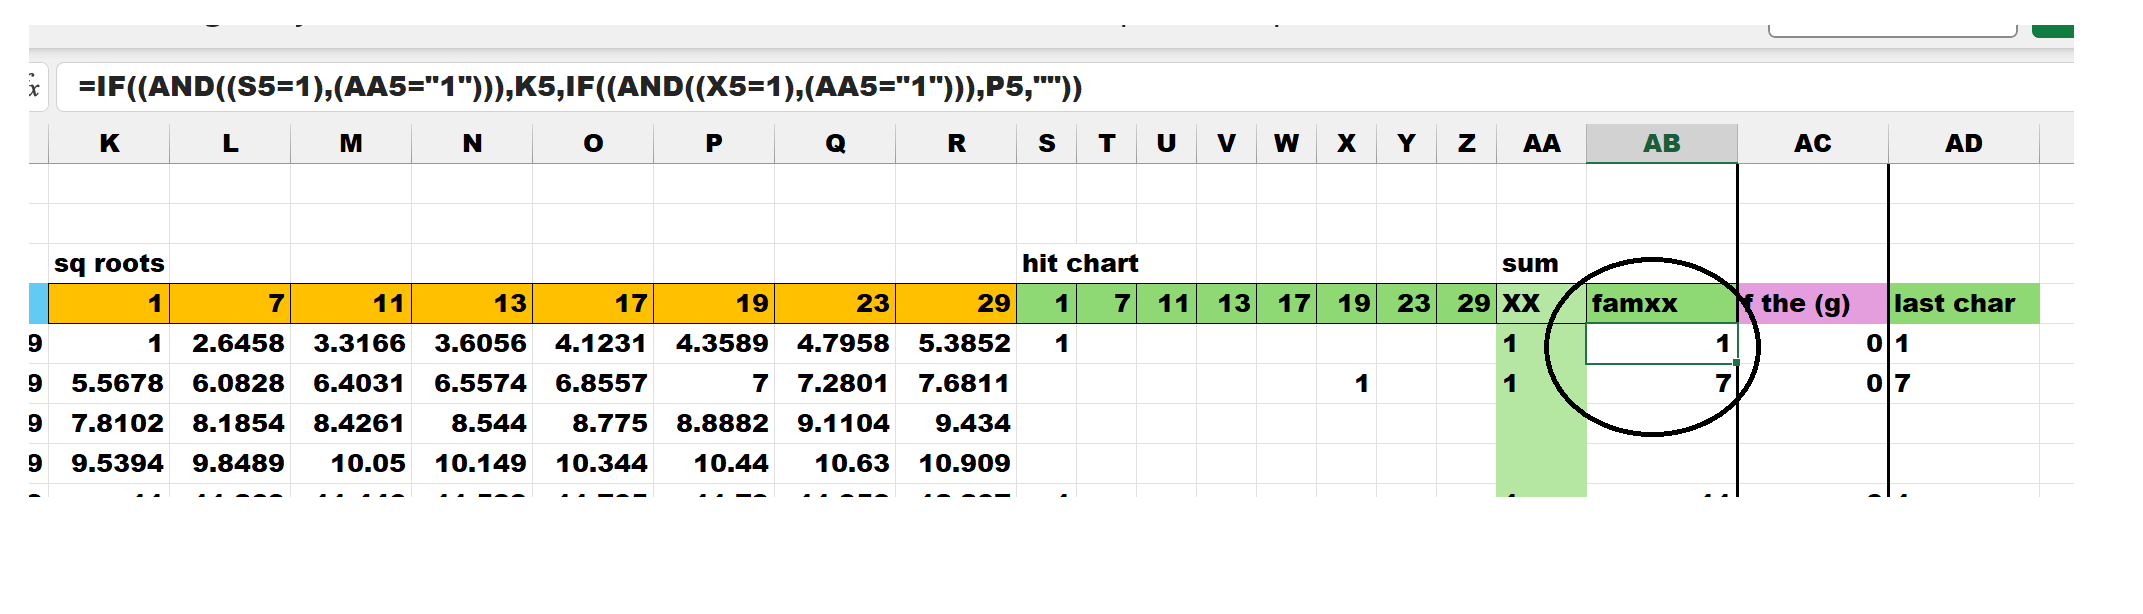 =IF((AND((S5=1),(AA5="1"))),K5,IF((AND((X5=1),(AA5="1"))),P5,""))
K L M N O P Q R S T U V W X Y Z AA AB AC AD
sq roots hit chart sum
1 7 11 13 17 19 23 29 1 7 11 13 17 19 23 29 XX famxx f the (g) last char
9 1 2.6458 3.3166 3.6056 4.1231 4.3589 4.7958 5.3852 1 1 1 0 1
9 5.5678 6.0828 6.4031 6.5574 6.8557 7 7.2801 7.6811 1 1 7 0 7
9 7.8102 8.1854 8.4261 8.544 8.775 8.8882 9.1104 9.434
9 9.5394 9.8489 10.05 10.149 10.344 10.44 10.63 10.909